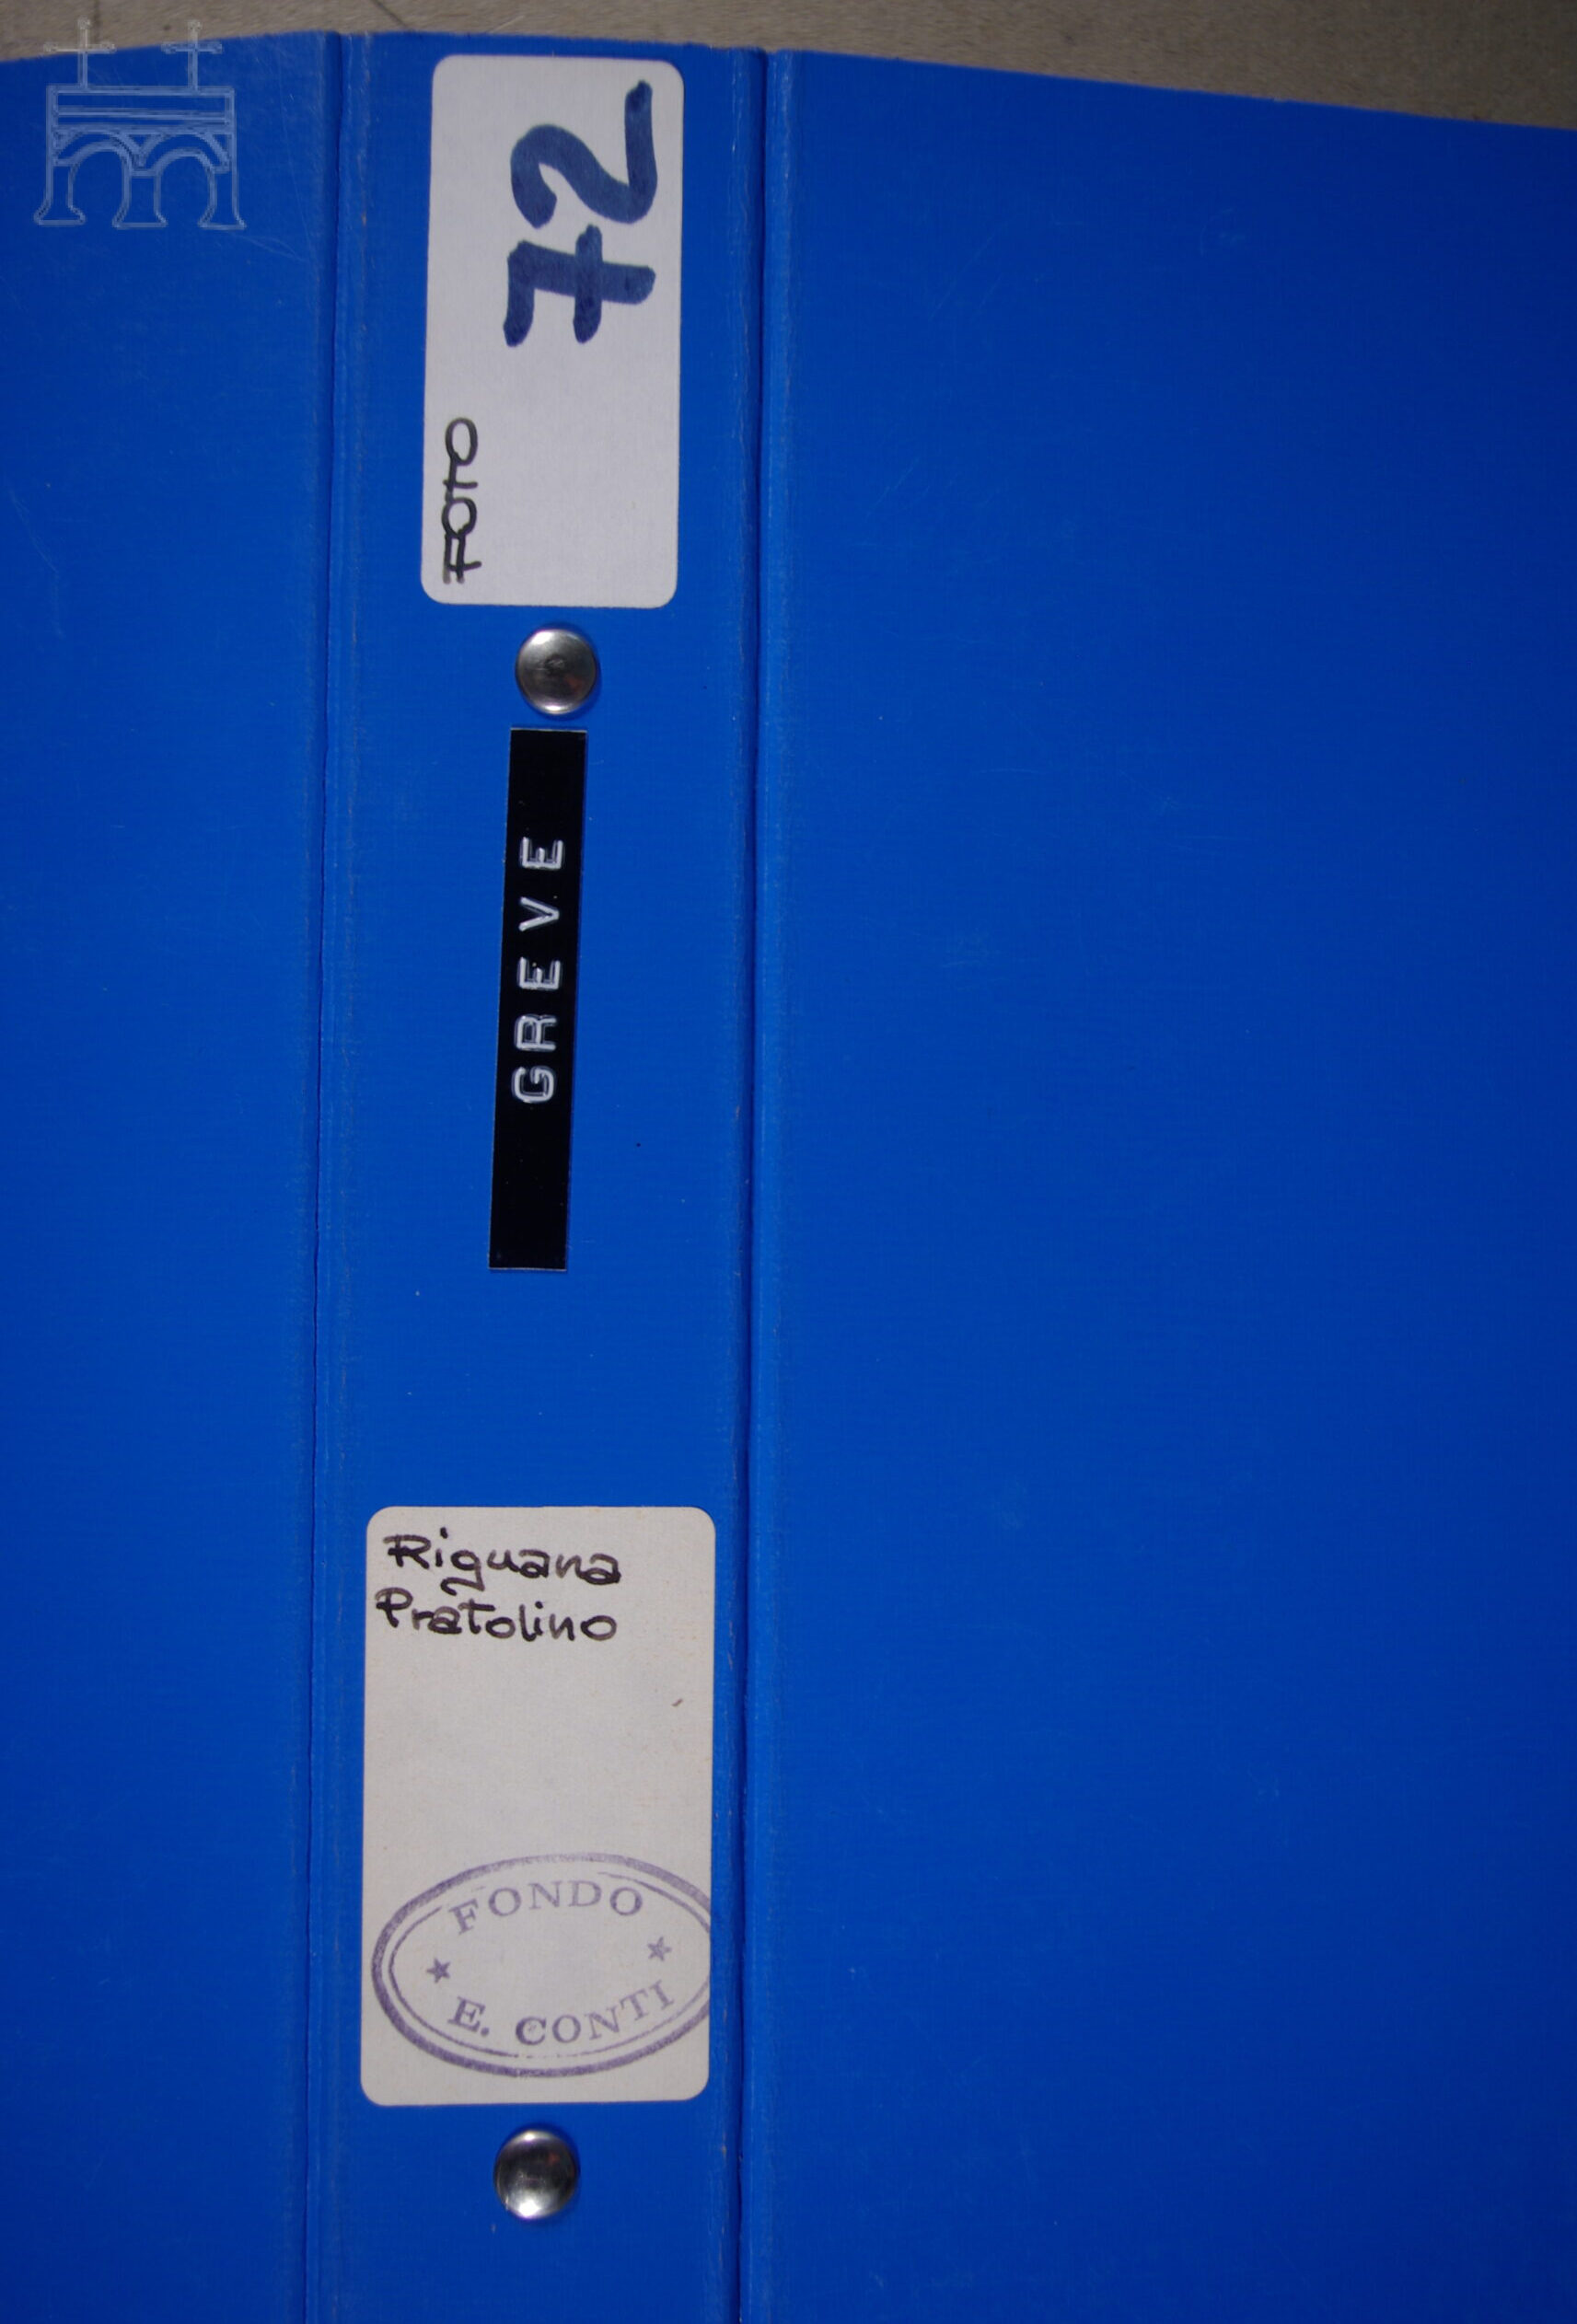 FOTO
72
GREVE
Riguana
Pratolino
FONDO
E. CONTI